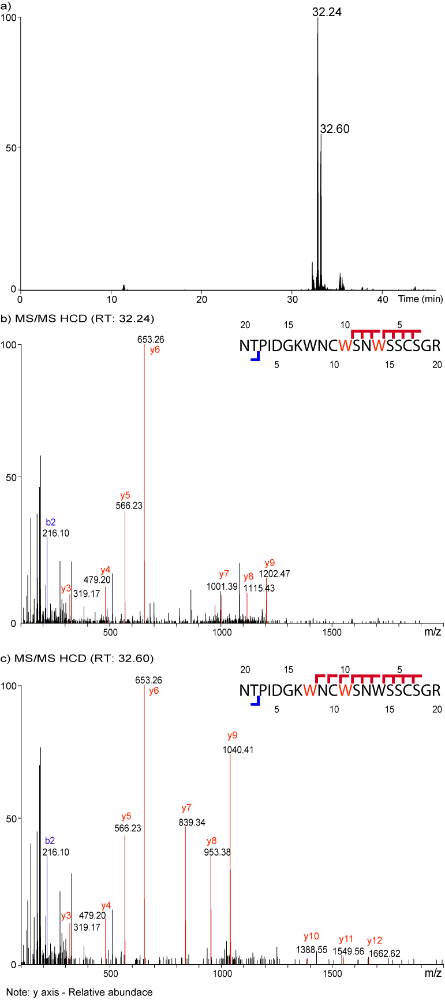 a)
100
32.24
32.60
50
0
0 10 20 30 40 Time (min)
b) MS/MS HCD (RT: 32.24)
20 15 10 5
NTPIDGKWNCWSNWSSCSGR
5 10 15 20
100
653.26
y6
50
y5
566.23
b2
216.10
y4
479.20
y3
319.17
y7
1001.39
y8
1115.43
y9
1202.47
0
500 1000 1500 m/z
c) MS/MS HCD (RT: 32.60)
20 15 10 5
NTPIDGKWNCWSNWSSCSGR
5 10 15 20
100
653.26
y6
y9
1040.41
50
y5
566.23
y7
839.34
b2
216.10
y8
953.38
y4
479.20
y3
319.17
y10
1388.55
y11
1549.56
y12
1662.62
0
500 1000 1500 m/z
Note: y axis - Relative abundace